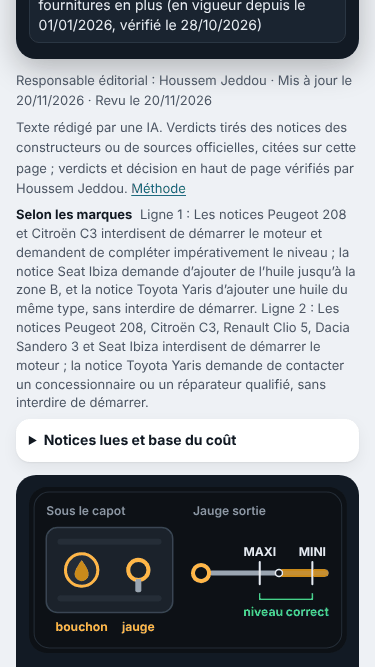 fournitures en plus (en vigueur depuis le
01/01/2026, vérifié le 28/10/2026)
Responsable éditorial : Houssem Jeddou · Mis à jour le
20/11/2026 · Revu le 20/11/2026
Texte rédigé par une IA. Verdicts tirés des notices des
constructeurs ou de sources officielles, citées sur cette
page ; verdicts et décision en haut de page vérifiés par
Houssem Jeddou. Méthode
Selon les marques Ligne 1 : Les notices Peugeot 208
et Citroën C3 interdisent de démarrer le moteur et
demandent de compléter impérativement le niveau ; la
notice Seat Ibiza demande d’ajouter de l’huile jusqu’à la
zone B, et la notice Toyota Yaris d’ajouter une huile du
même type, sans interdire de démarrer. Ligne 2 : Les
notices Peugeot 208, Citroën C3, Renault Clio 5, Dacia
Sandero 3 et Seat Ibiza interdisent de démarrer le
moteur ; la notice Toyota Yaris demande de contacter
un concessionnaire ou un réparateur qualifié, sans
interdire de démarrer.
Notices lues et base du coût
Sous le capot
Jauge sortie
MAXI MINI
niveau correct
bouchon jauge